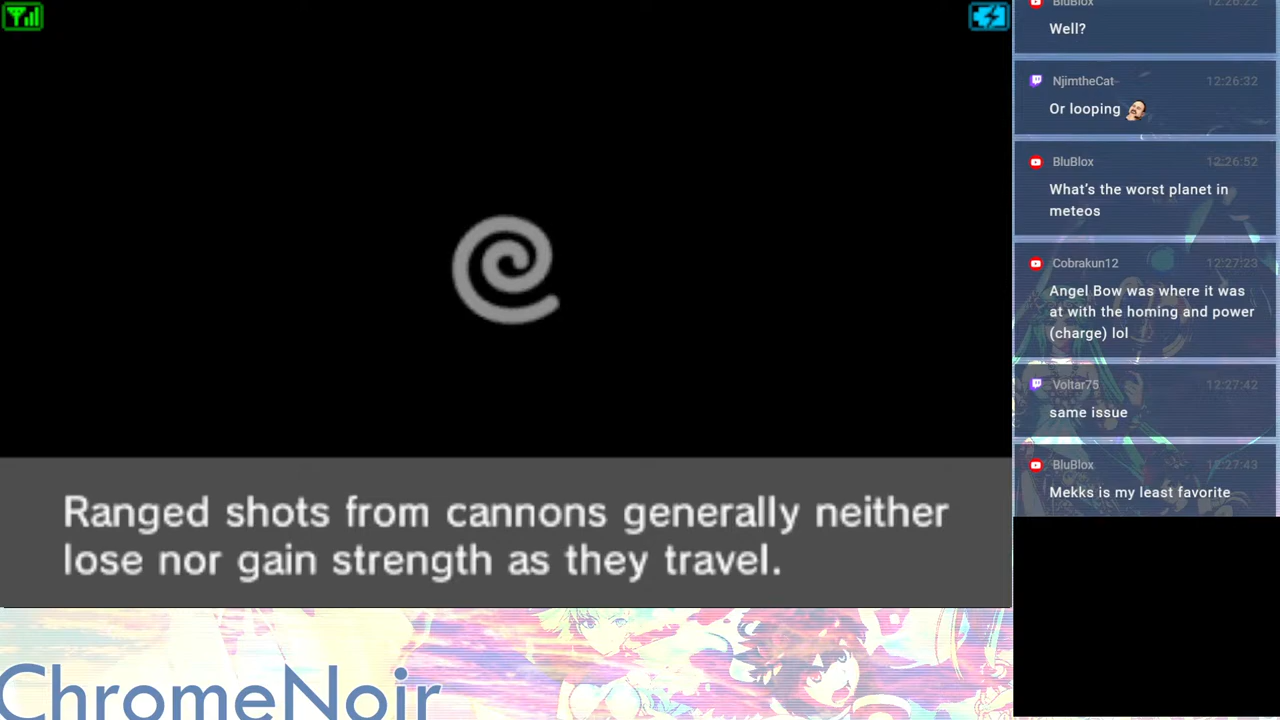 BluBlox 12:26:22
Well?
NjimtheCat 12:26:32
Or looping
BluBlox 12:26:52
What's the worst planet in
meteos
Cobrakun12 12:27:23
Angel Bow was where it was
at with the homing and power
(charge) lol
Voltar75 12:27:42
same issue
BluBlox 12:27:43
Mekks is my least favorite
Ranged shots from cannons generally neither
lose nor gain strength as they travel.
ChromeNoir